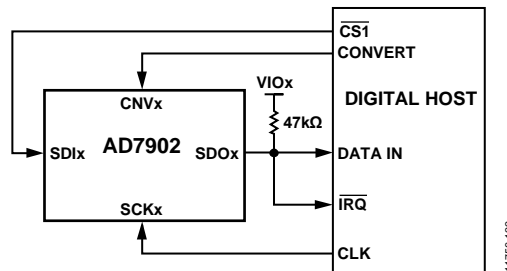 CS1
CONVERT
VIOx
CNVx
DIGITAL HOST
47kΩ
AD7902
SDIx
SDOx
DATA IN
SCKx
IRQ
CLK